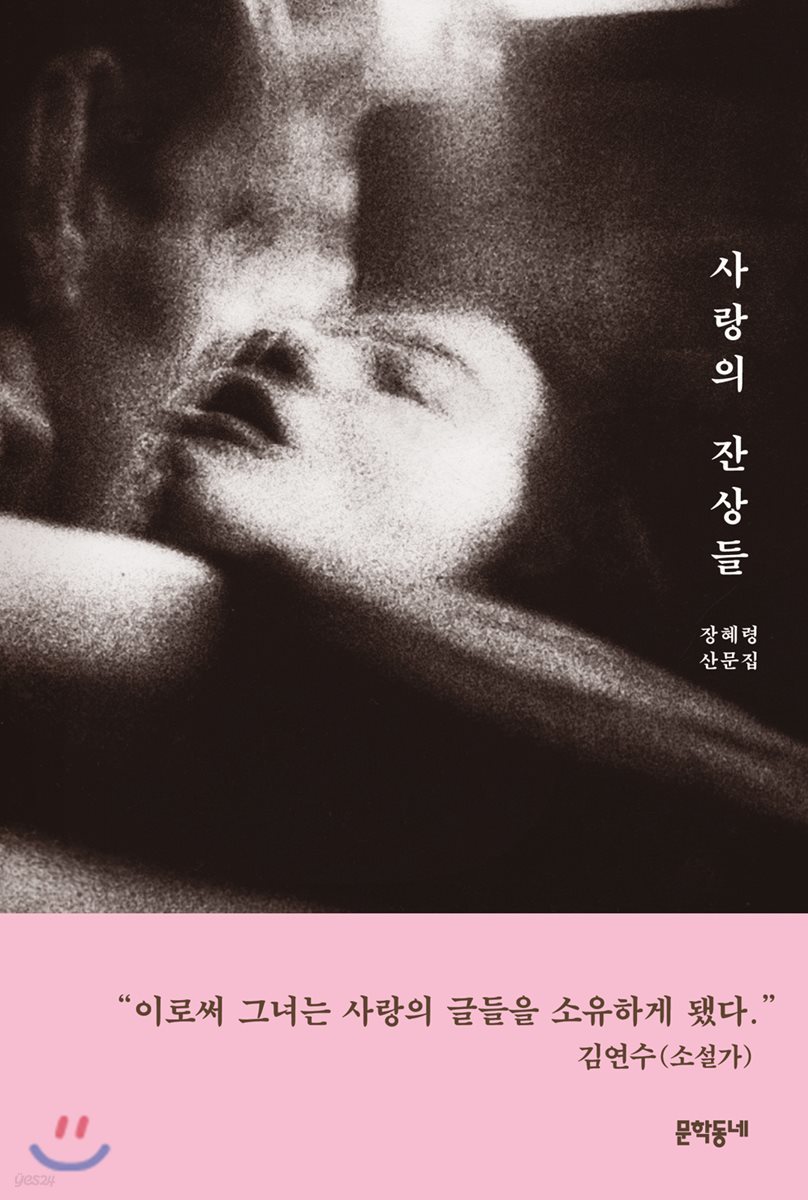 사랑의 잔상들
장혜령
산문집
“이로써 그녀는 사랑의 글들을 소유하게 됐다.”
김연수(소설가)
문학동네
yes24